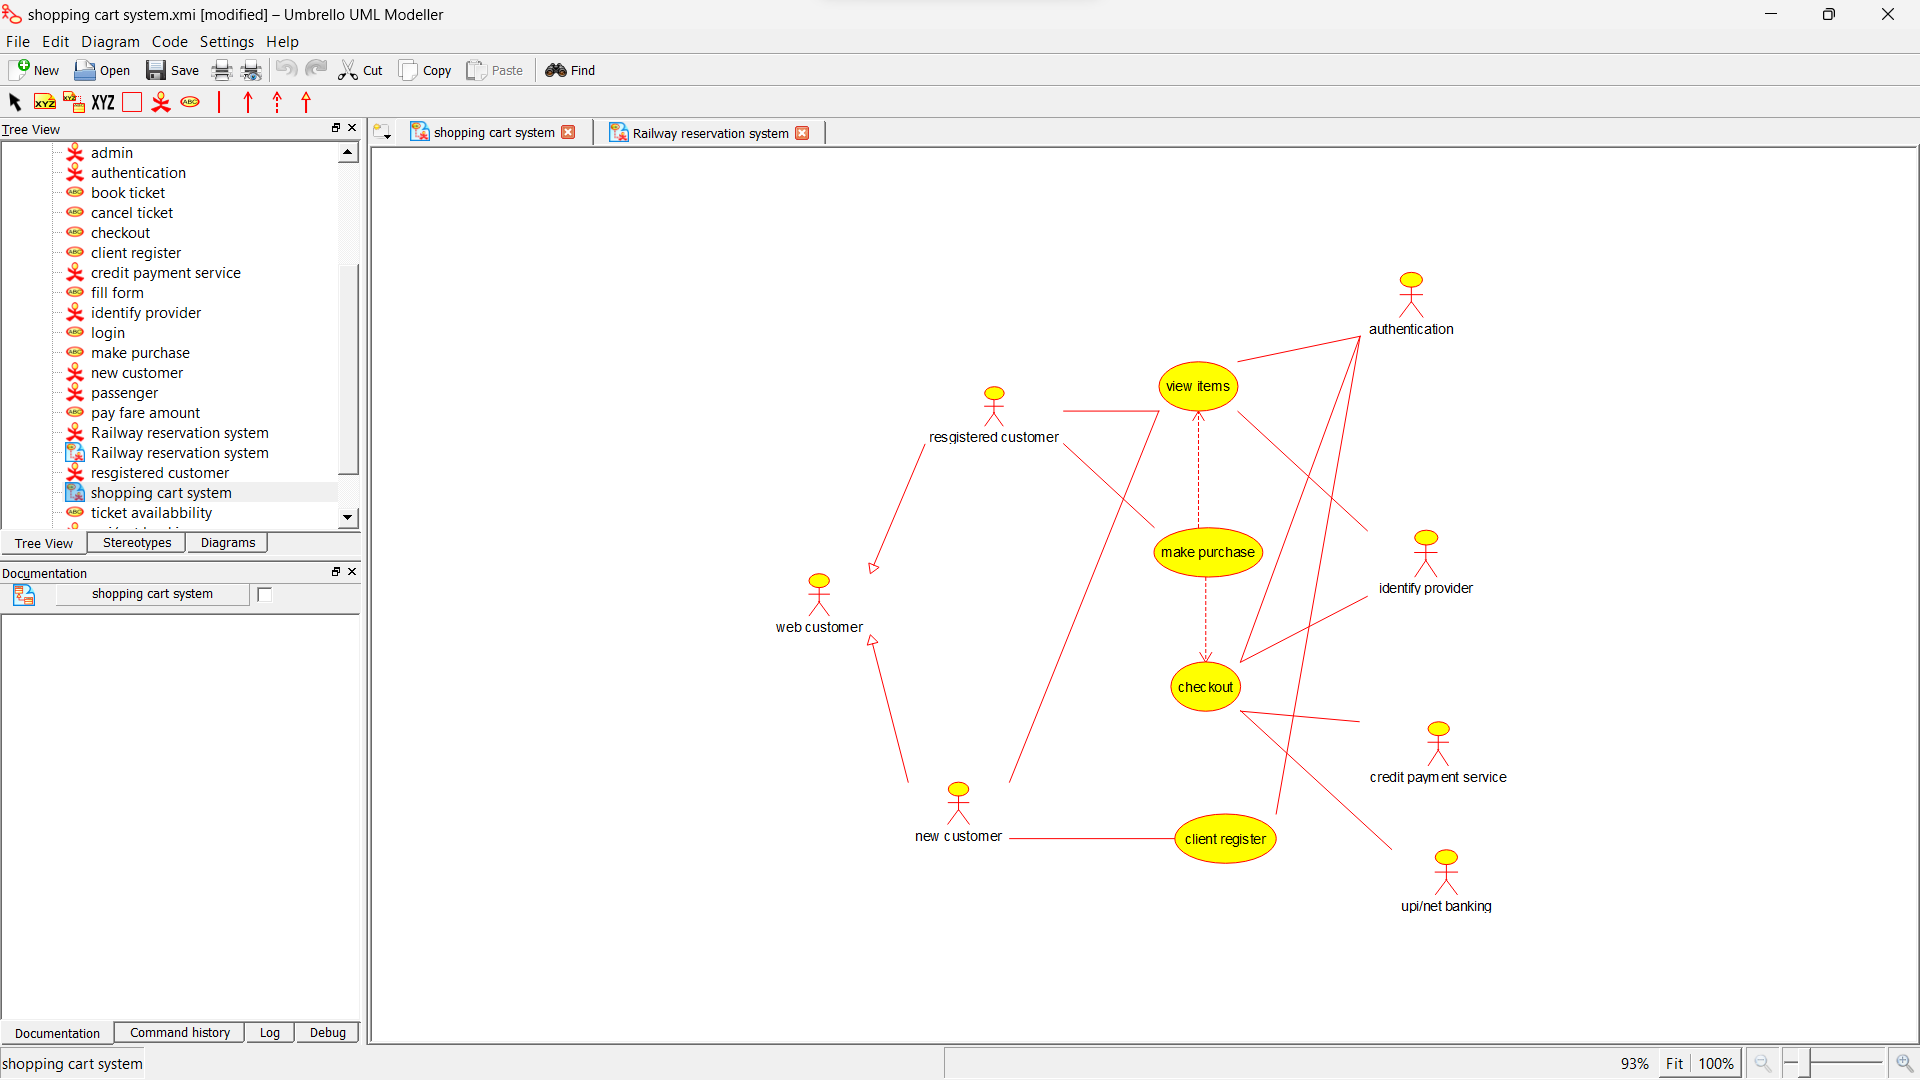 shopping cart system.xmi [modified] – Umbrello UML Modeller
File Edit Diagram Code Settings Help
New Open Save Cut Copy Paste Find
XYZ XYZ XYZ ABC
Tree View
shopping cart system Railway reservation system
admin
authentication
book ticket
cancel ticket
checkout
client register
credit payment service
fill form
identify provider
login
make purchase
new customer
passenger
pay fare amount
Railway reservation system
Railway reservation system
resgistered customer
shopping cart system
ticket availabbility
Tree View Stereotypes Diagrams
Documentation
shopping cart system
Documentation Command history Log Debug
authentication
view items
resgistered customer
make purchase
identify provider
web customer
checkout
credit payment service
new customer
client register
upi/net banking
shopping cart system
93% Fit 100%